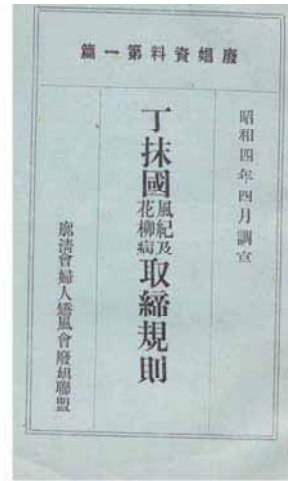 廢娼資料第一篇
昭和四年四月調査
丁抹國風紀及花柳病取締規則
廓清會婦人矯風會廢娼聯盟